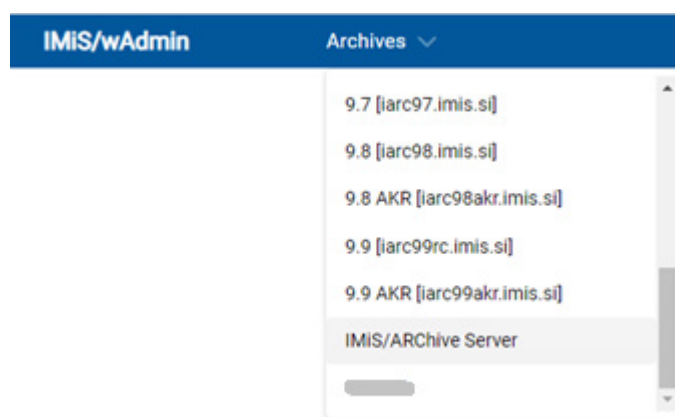 IMiS/wAdmin
Archives
9.7 [iarc97.imis.si]
9.8 [iarc98.imis.si]
9.8 AKR [iarc98akr.imis.si]
9.9 [iarc99rc.imis.si]
9.9 AKR [iarc99akr.imis.si]
IMiS/ARChive Server